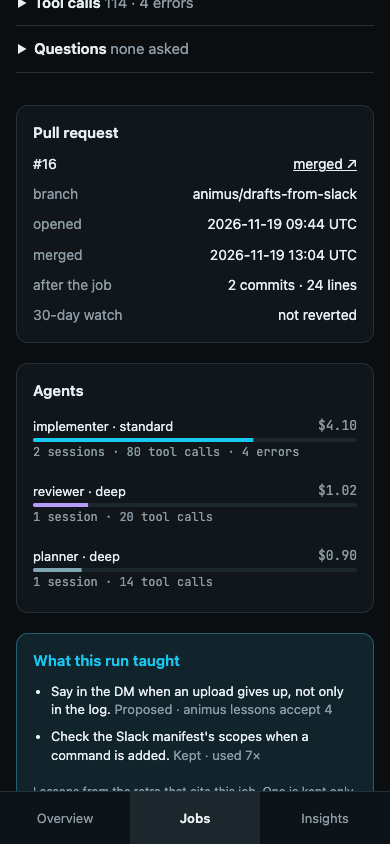 Tool calls 114 · 4 errors
Questions none asked
Pull request
#16 merged ↗
branch animus/drafts-from-slack
opened 2026-11-19 09:44 UTC
merged 2026-11-19 13:04 UTC
after the job 2 commits · 24 lines
30-day watch not reverted
Agents
implementer · standard $4.10
2 sessions · 80 tool calls · 4 errors
reviewer · deep $1.02
1 session · 20 tool calls
planner · deep $0.90
1 session · 14 tool calls
What this run taught
• Say in the DM when an upload gives up, not only
in the log. Proposed · animus lessons accept 4
• Check the Slack manifest's scopes when a
command is added. Kept · used 7×
Lessons from the retro that cite this job. One is kept only
Overview Jobs Insights